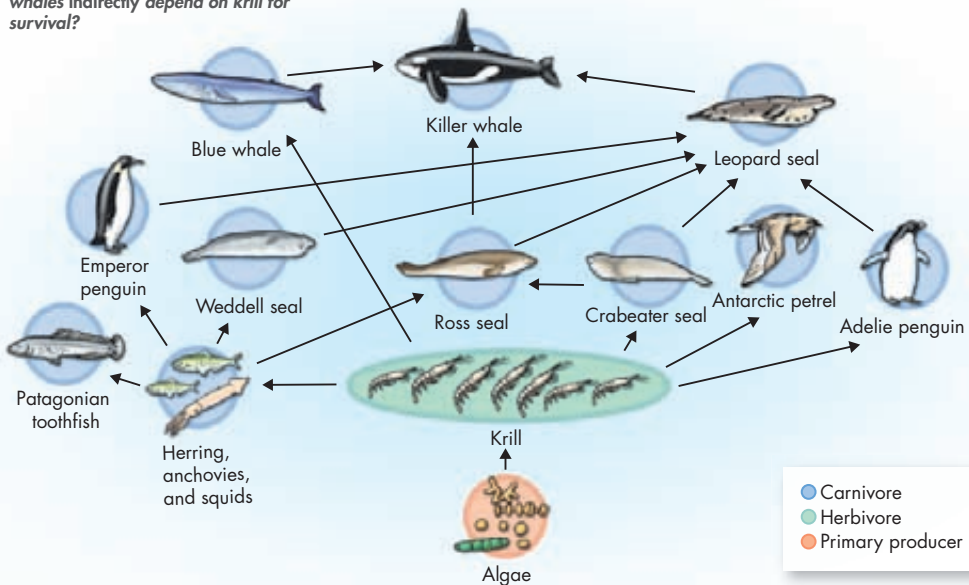 whales indirectly depend on krill for
survival?
Killer whale
Blue whale
Leopard seal
Emperor
penguin
Weddell seal
Ross seal
Crabeater seal
Antarctic petrel
Adelie penguin
Patagonian
toothfish
Herring,
anchovies,
and squids
Krill
Algae
Carnivore
Herbivore
Primary producer